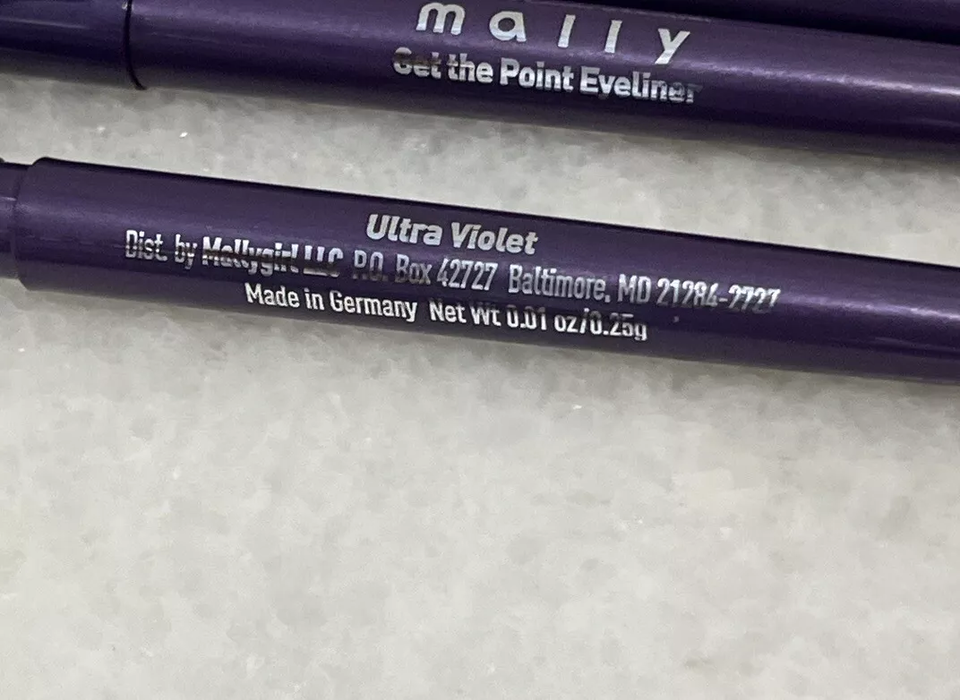 mally
Get the Point Eyeliner
Ultra Violet
Dist. by Mallygirl LLC P.O. Box 42727 Baltimore, MD 21284-2727
Made in Germany Net Wt 0.01 oz/0.25g